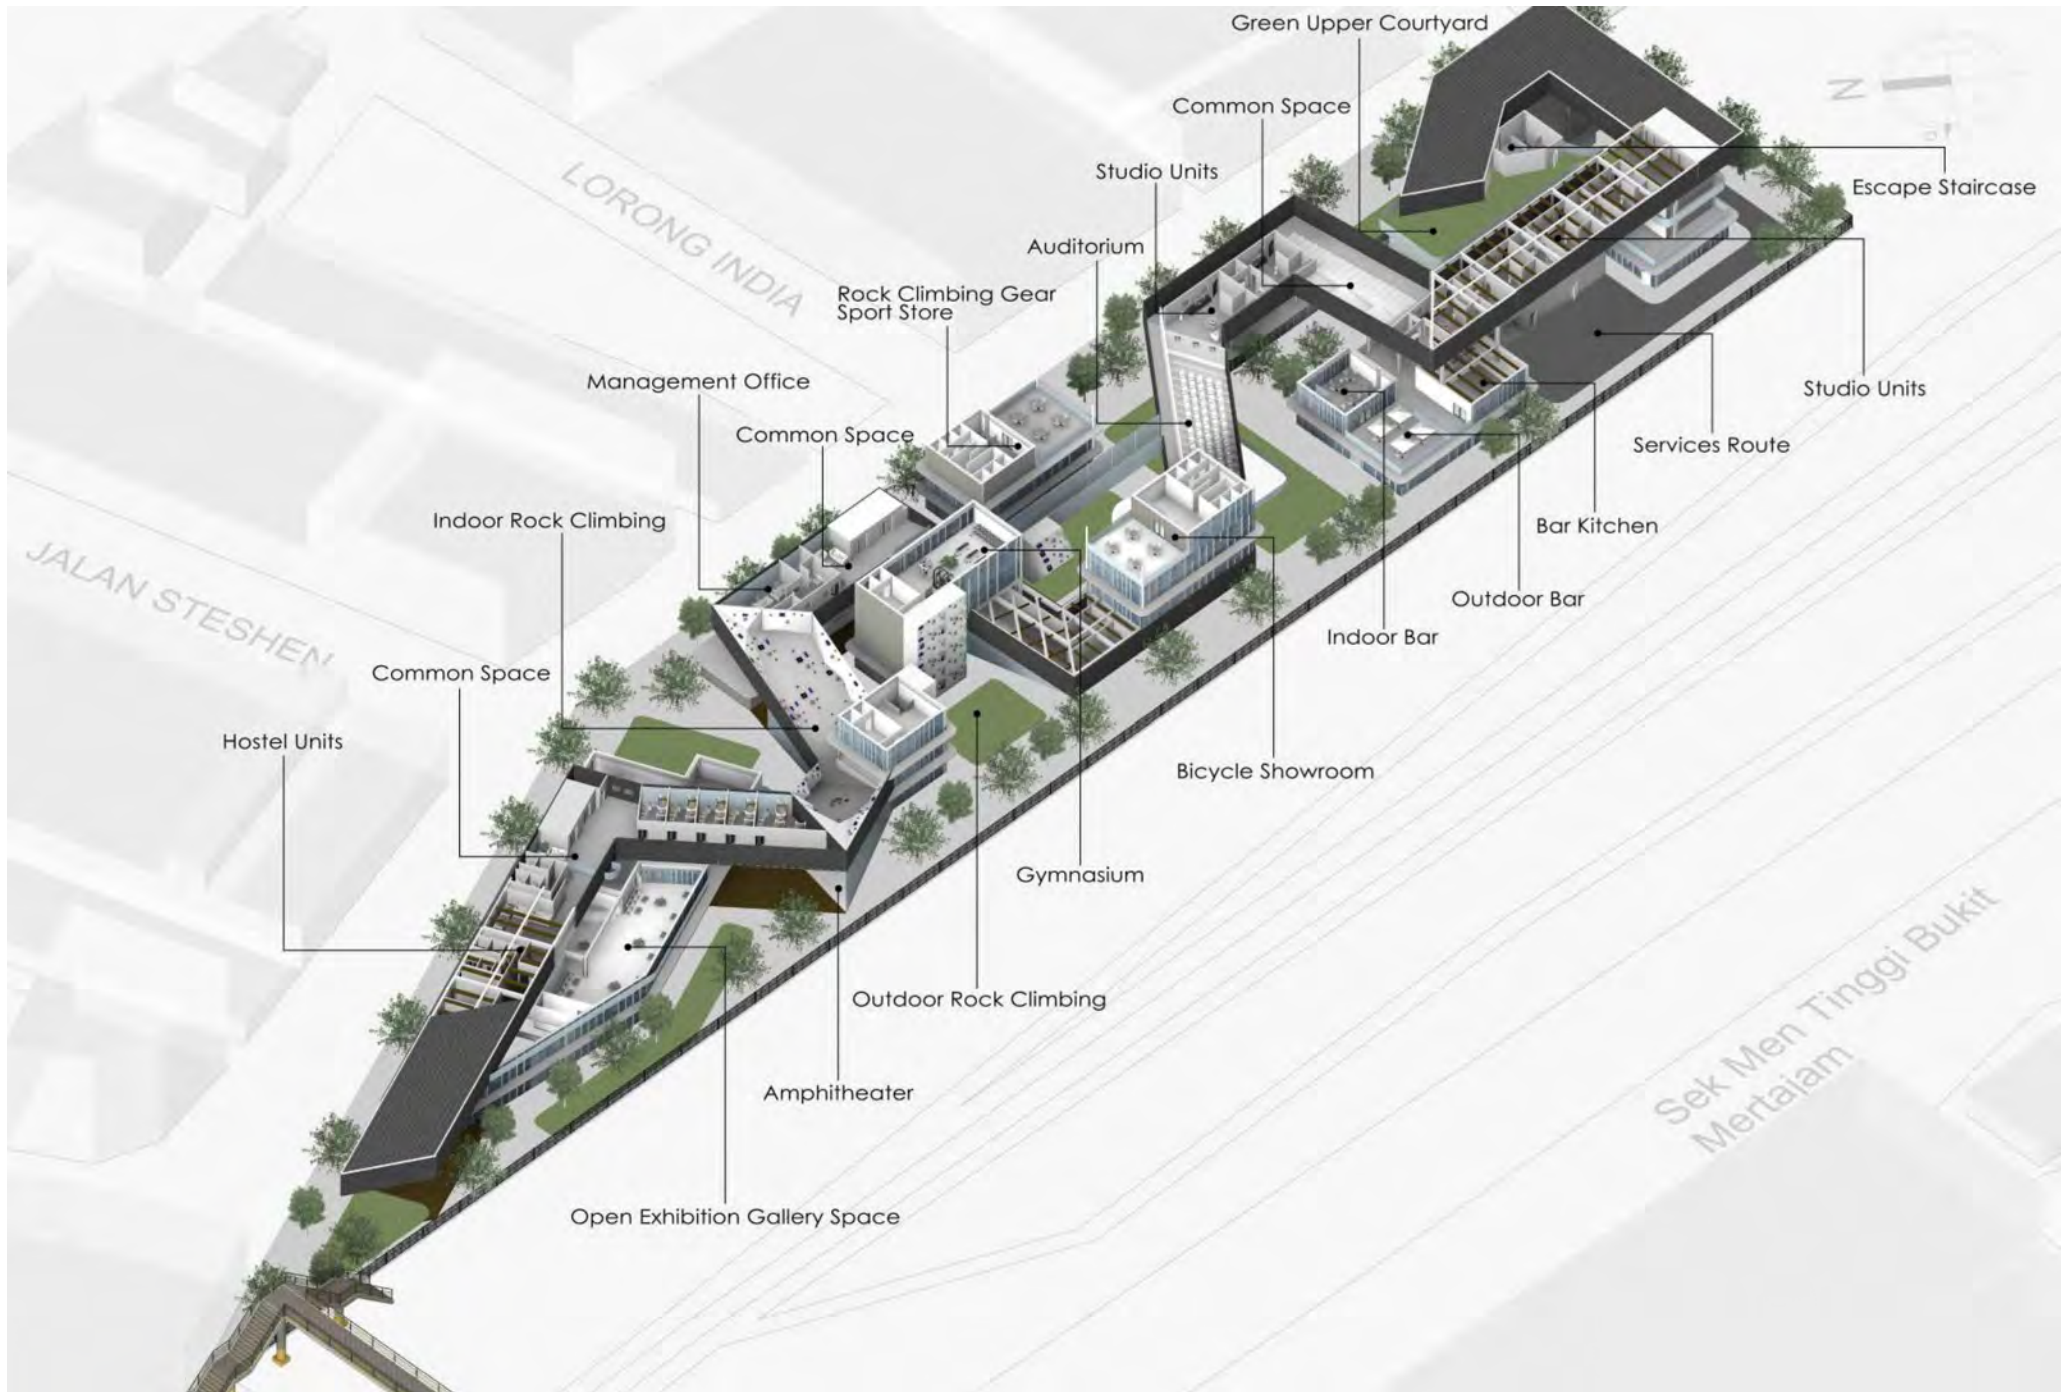 Green Upper Courtyard
Common Space
Studio Units
Auditorium
Rock Climbing Gear
Sport Store
Management Office
Common Space
Indoor Rock Climbing
Common Space
Hostel Units
Escape Staircase
Studio Units
Services Route
Bar Kitchen
Outdoor Bar
Indoor Bar
Bicycle Showroom
Gymnasium
Outdoor Rock Climbing
Amphitheater
Open Exhibition Gallery Space
LORONG INDIA
JALAN STESHEN
Sek Men Tinggi Bukit
Mertajam
N